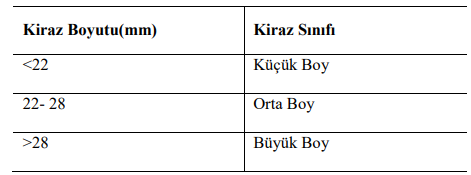 Kiraz Boyutu(mm) Kiraz Sınıfı
<22 Küçük Boy
22- 28 Orta Boy
>28 Büyük Boy